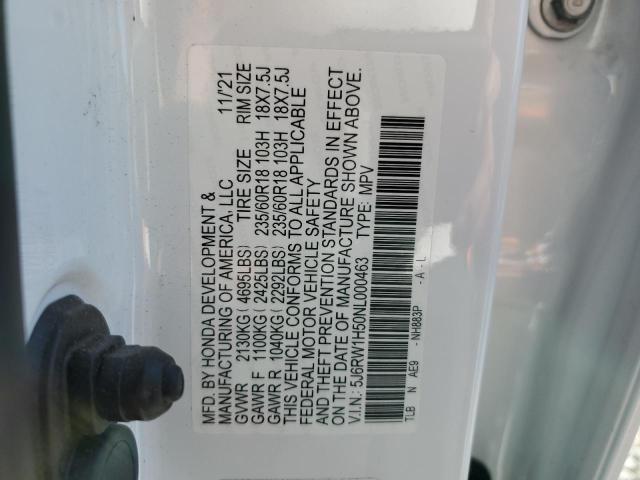 MFD. BY HONDA DEVELOPMENT & 11/'21
MANUFACTURING OF AMERICA, LLC
GVWR 2130KG (4695LBS) TIRE SIZE RIM SIZE
GAWR F 1100KG (2425LBS) 235/60R18 103H 18X7.5J
GAWR R 1040KG (2292LBS) 235/60R18 103H 18X7.5J
THIS VEHICLE CONFORMS TO ALL APPLICABLE
FEDERAL MOTOR VEHICLE SAFETY
AND THEFT PREVENTION STANDARDS IN EFFECT
ON THE DATE OF MANUFACTURE SHOWN ABOVE.
V.I.N.: 5J6RW1H50NL000463 TYPE: MPV
TLB N AE9 - NH883P - A - L